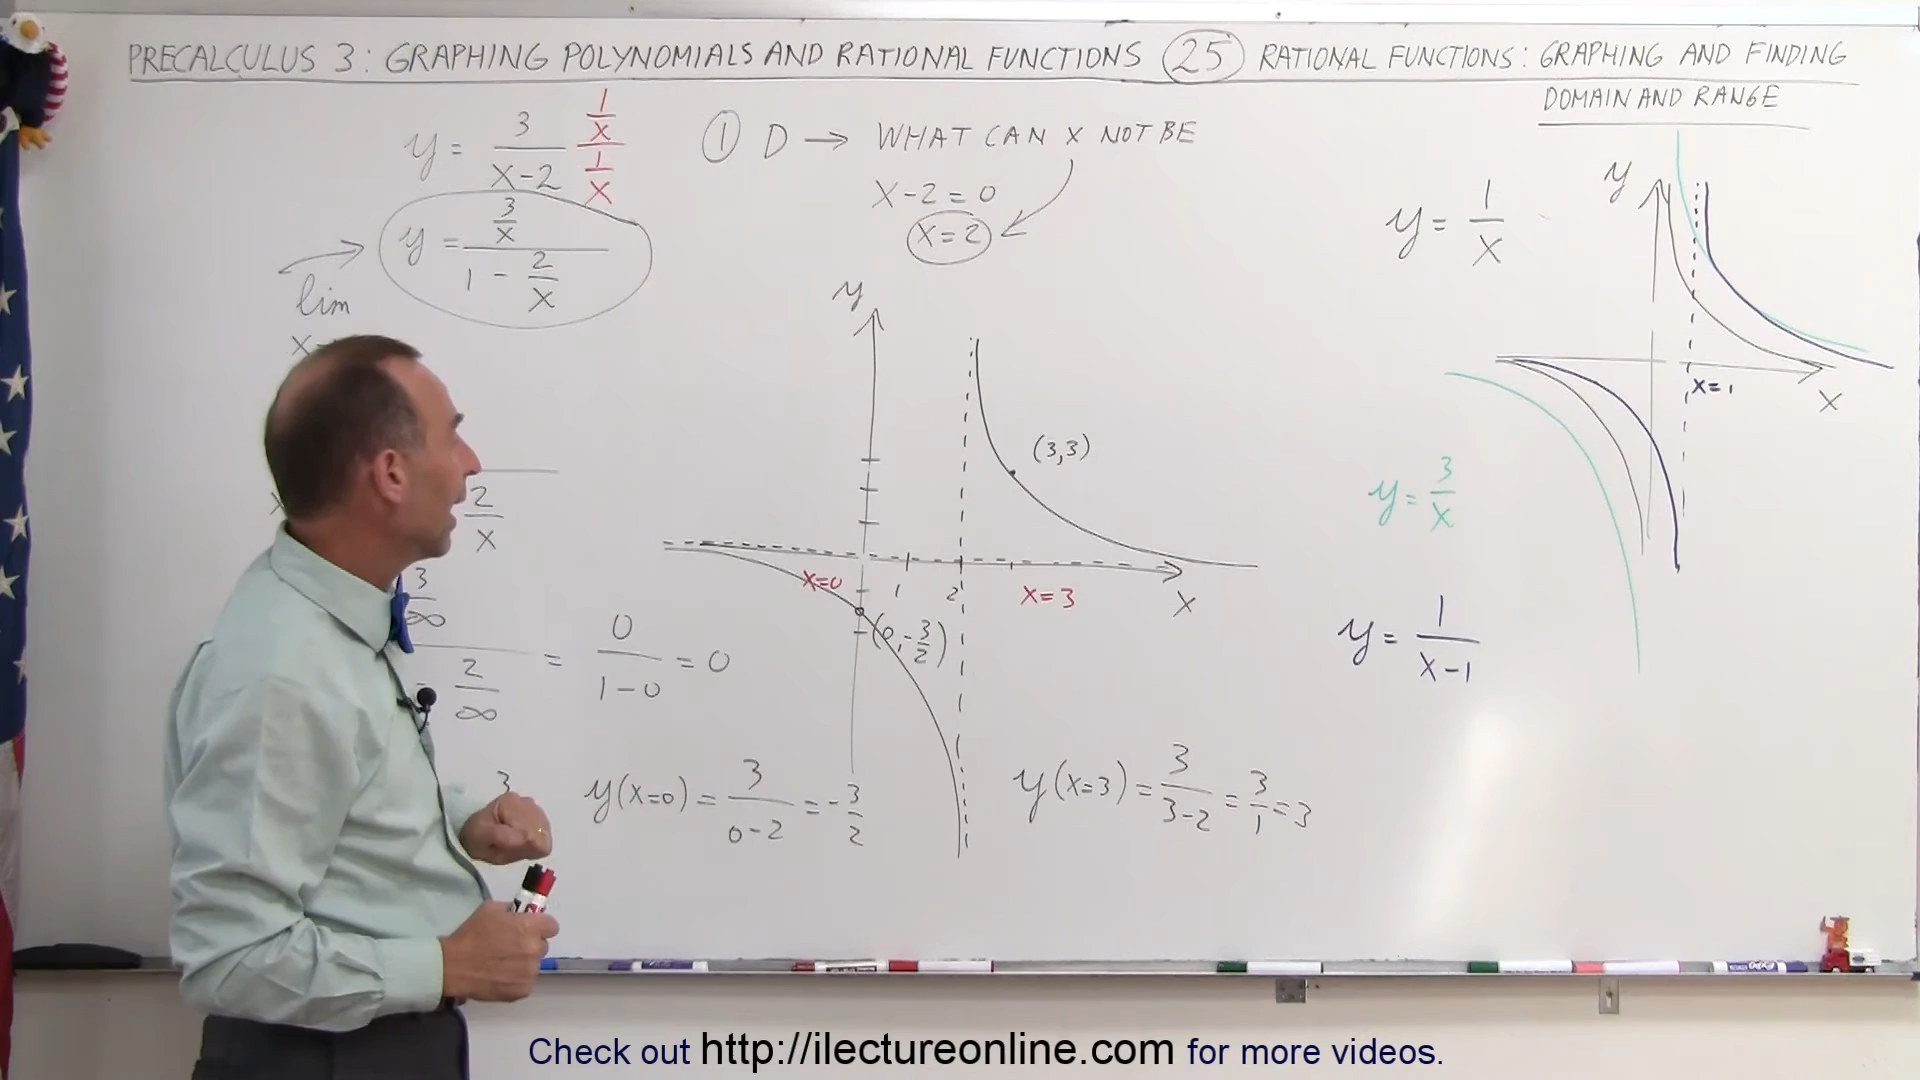 PRECALCULUS 3: GRAPHING POLYNOMIALS AND RATIONAL FUNCTIONS (25) RATIONAL FUNCTIONS: GRAPHING AND FINDING
DOMAIN AND RANGE
y = 3/(x-2) (1/x)/(1/x)
① D → WHAT CAN X NOT BE
x-2=0
x=2
y = (3/x)/(1 - 2/x)
lim
x
2/x
3/∞
2/∞ = 0/(1-0) = 0
3
y
(3,3)
x=0
1
2
x=3
x
(0, -3/2)
y(x=0) = 3/(0-2) = -3/2
y(x=3) = 3/(3-2) = 3/1 = 3
y = 1/x
y
x=1
x
y = 3/x
y = 1/(x-1)
Check out http://ilectureonline.com for more videos.